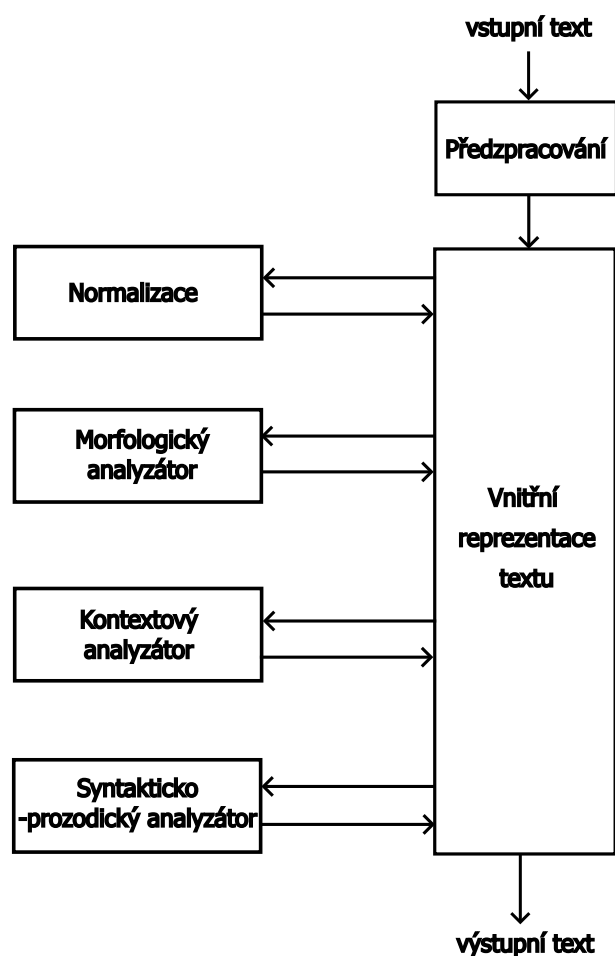 vstupní text
Předzpracování
Normalizace
Morfologický
analyzátor
Vnitřní
reprezentace
textu
Kontextový
analyzátor
Syntakticko
-prozodický analyzátor
výstupní text